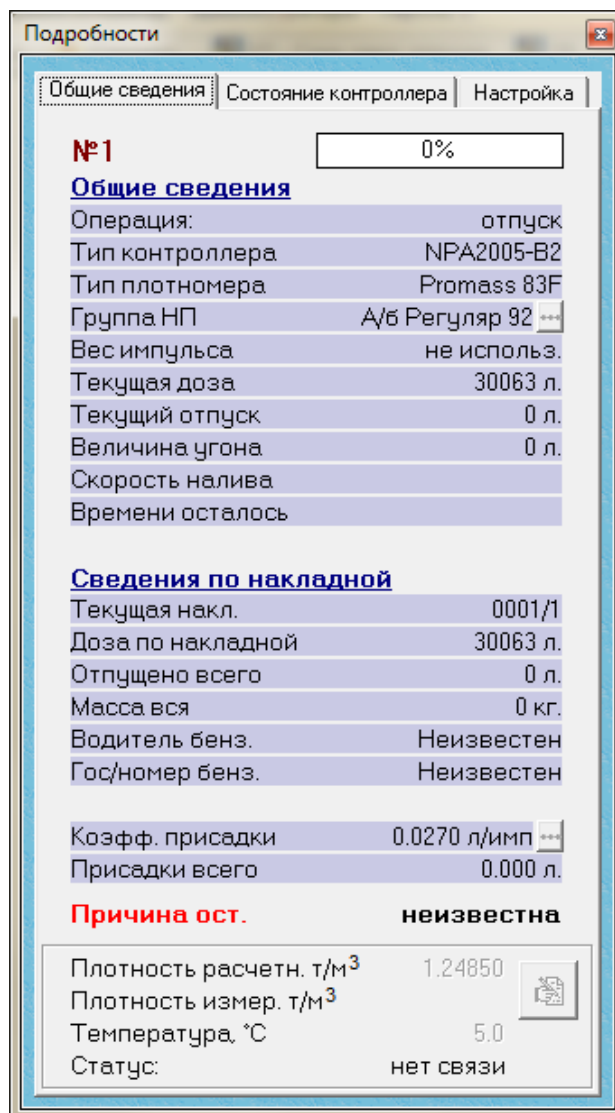 Подробности
Общие сведения Состояние контроллера Настройка
№1 0%
Общие сведения
Операция: отпуск
Тип контроллера NPA2005-B2
Тип плотномера Promass 83F
Группа НП А/б Регуляр 92 ...
Вес импульса не использ.
Текущая доза 30063 л.
Текущий отпуск 0 л.
Величина угона 0 л.
Скорость налива
Времени осталось
Сведения по накладной
Текущая накл. 0001/1
Доза по накладной 30063 л.
Отпущено всего 0 л.
Масса вся 0 кг.
Водитель бенз. Неизвестен
Гос/номер бенз. Неизвестен
Коэфф. присадки 0.0270 л/имп ...
Присадки всего 0.000 л.
Причина ост. неизвестна
Плотность расчетн. т/м³ 1.24850
Плотность измер. т/м³
Температура, °C 5.0
Статус: нет связи